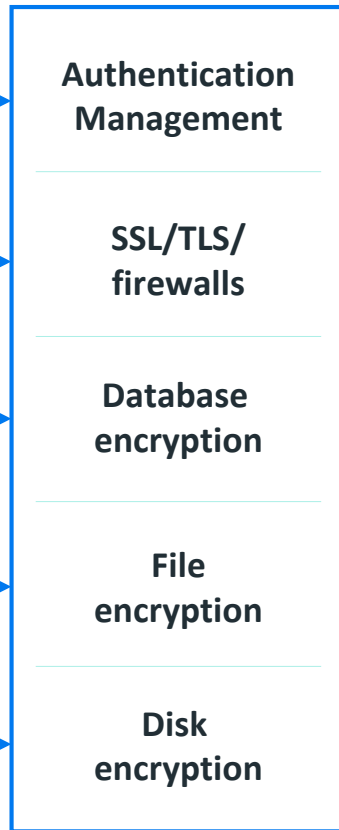 Authentication
Management
SSL/TLS/
firewalls
Database
encryption
File
encryption
Disk
encryption